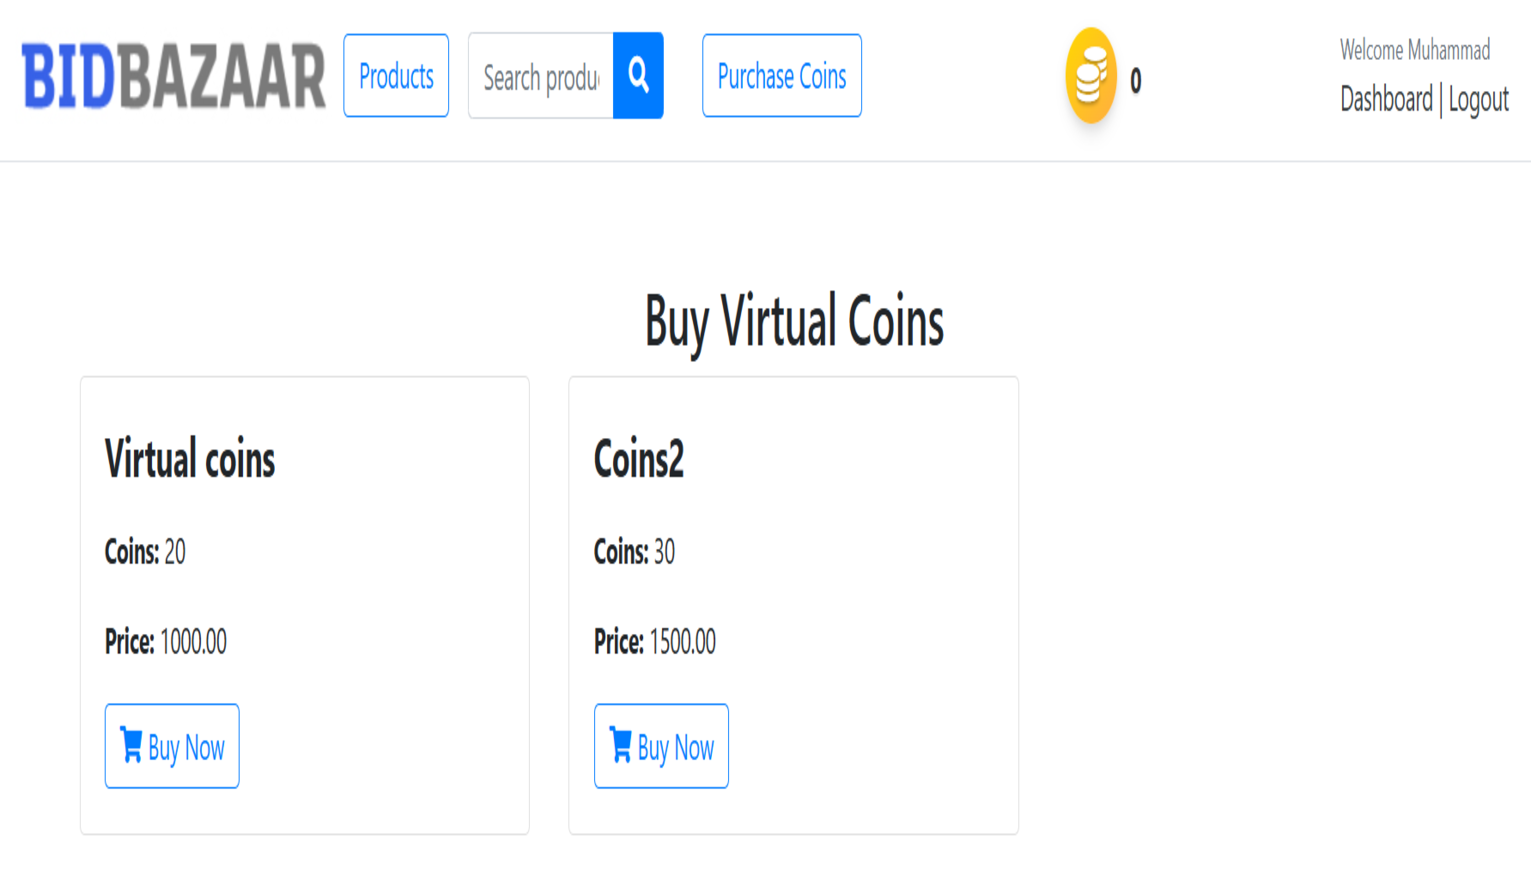 BIDBAZAAR Products Search produ Purchase Coins 0
Welcome Muhammad
Dashboard | Logout
Buy Virtual Coins
Virtual coins
Coins: 20
Price: 1000.00
Buy Now
Coins2
Coins: 30
Price: 1500.00
Buy Now